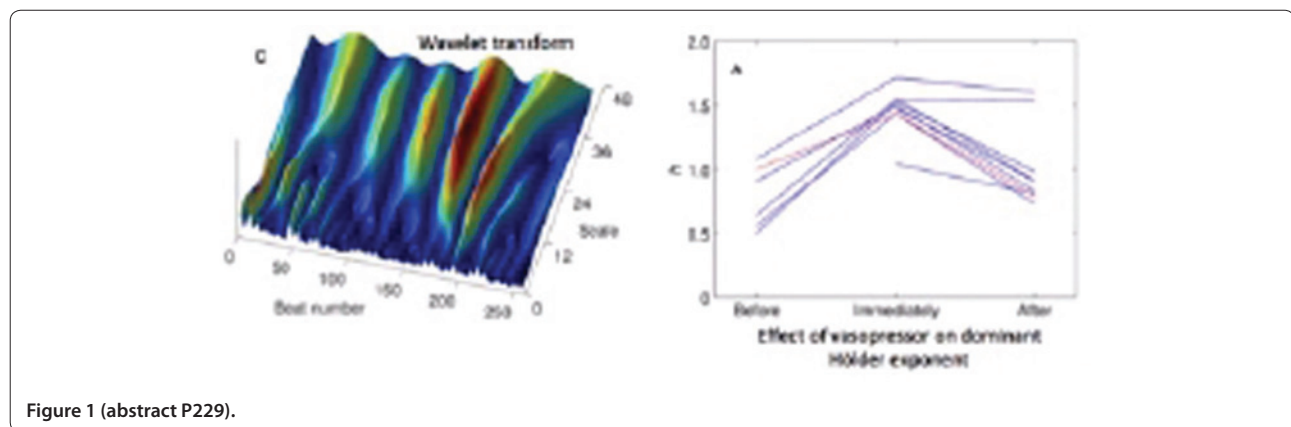 C
Wavelet transform
48
36
24
12
0
Scale
0
50
100
150
200
250
Beat number
2.0
1.5
1.0
0.5
0
A
h
Before
Immediately
After
Effect of vasopressor on dominant
Hölder exponent
Figure 1 (abstract P229).